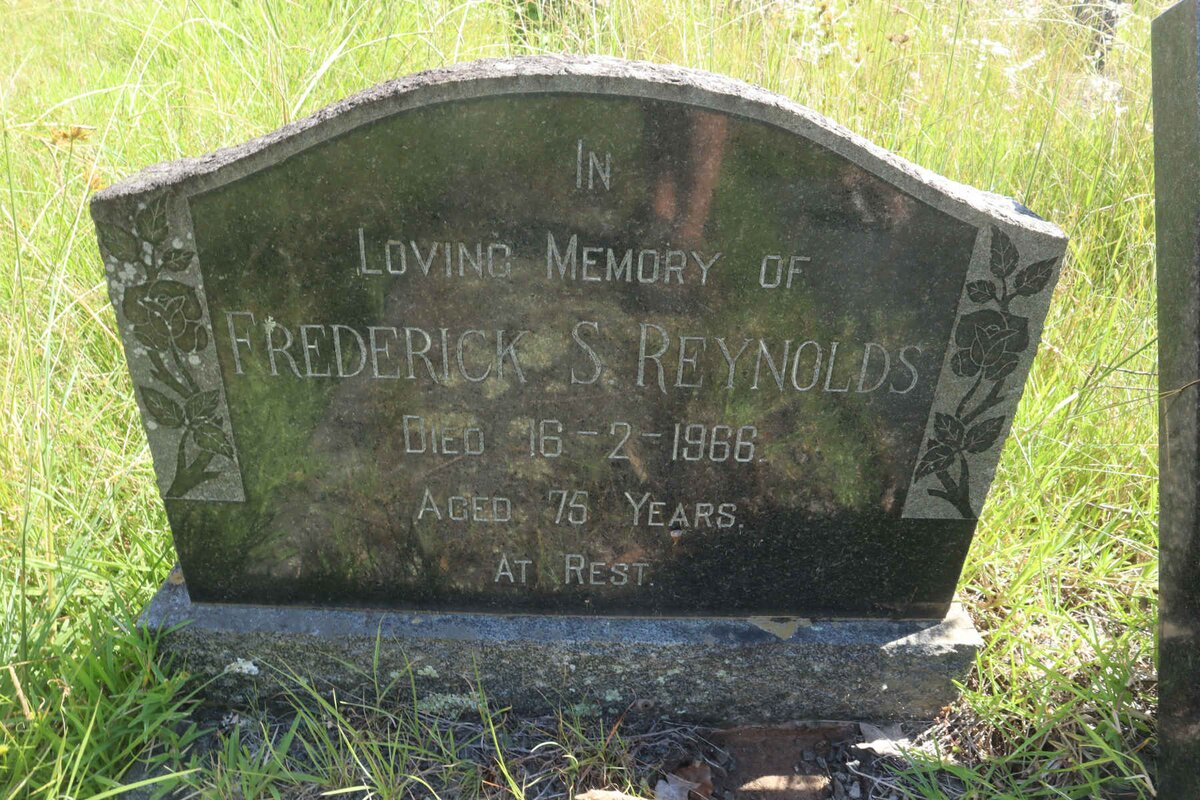 In
Loving Memory of
Frederick S Reynolds
Died 16-2-1966.
Aged 75 Years.
At Rest.